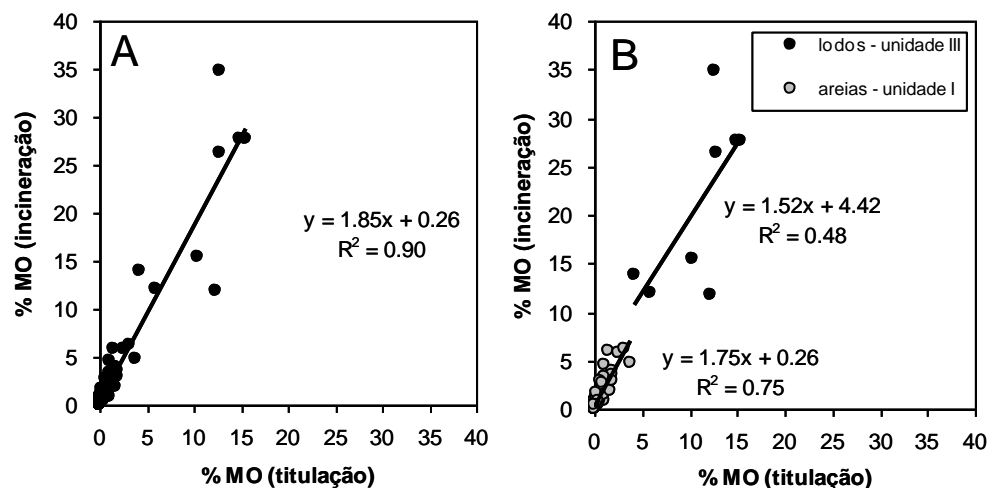 A
% MO (incineração)
40
35
30
25
20
15
10
5
0
y = 1.85x + 0.26
R² = 0.90
0 5 10 15 20 25 30 35 40
% MO (titulação)
B
lodos - unidade III
areias - unidade I
% MO (incineração)
40
35
30
25
20
15
10
5
0
y = 1.52x + 4.42
R² = 0.48
y = 1.75x + 0.26
R² = 0.75
0 5 10 15 20 25 30 35 40
% MO (titulação)